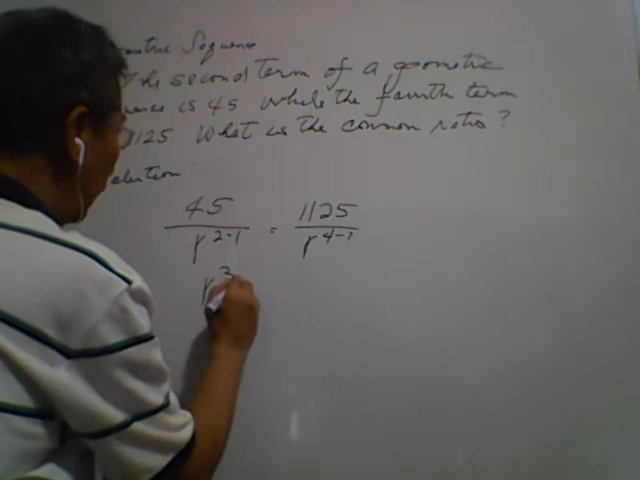 Sequence
The second term of a geometric
is 45 while the fourth term
1125 What is the common ratio?
:
45 / r^2-1 = 1125 / r^4-1
r^3